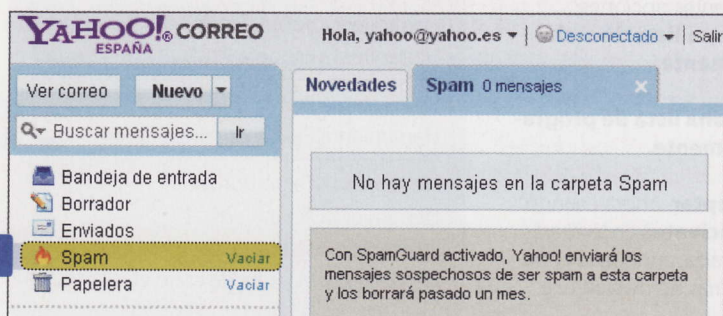 YAHOO!® CORREO
ESPAÑA
Hola, yahoo@yahoo.es | Desconectado | Salir
Ver correo Nuevo
Buscar mensajes... Ir
Novedades Spam 0 mensajes x
Bandeja de entrada
Borrador
Enviados
Spam Vaciar
Papelera Vaciar
No hay mensajes en la carpeta Spam
Con SpamGuard activado, Yahoo! enviará los
mensajes sospechosos de ser spam a esta carpeta
y los borrará pasado un mes.